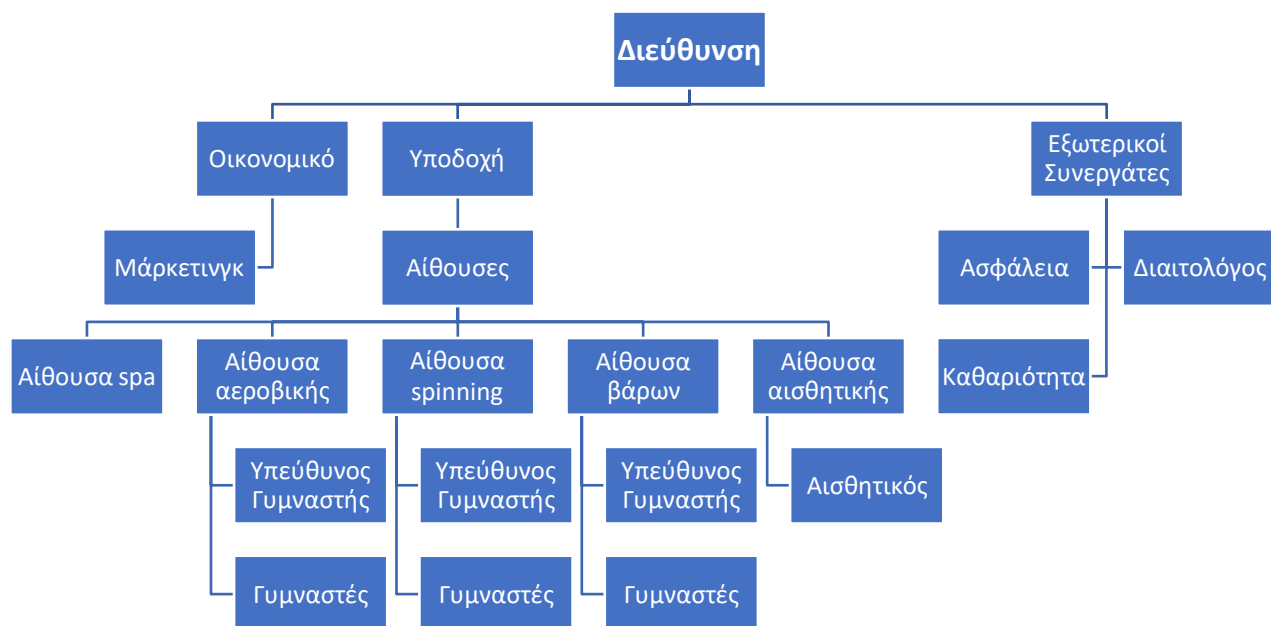 Διεύθυνση
Οικονομικό
Υποδοχή
Εξωτερικοί
Συνεργάτες
Μάρκετινγκ
Αίθουσες
Ασφάλεια
Διαιτολόγος
Αίθουσα spa
Αίθουσα
αεροβικής
Αίθουσα
spinning
Αίθουσα
βάρων
Αίθουσα
αισθητικής
Καθαριότητα
Υπεύθυνος
Γυμναστής
Υπεύθυνος
Γυμναστής
Υπεύθυνος
Γυμναστής
Αισθητικός
Γυμναστές
Γυμναστές
Γυμναστές